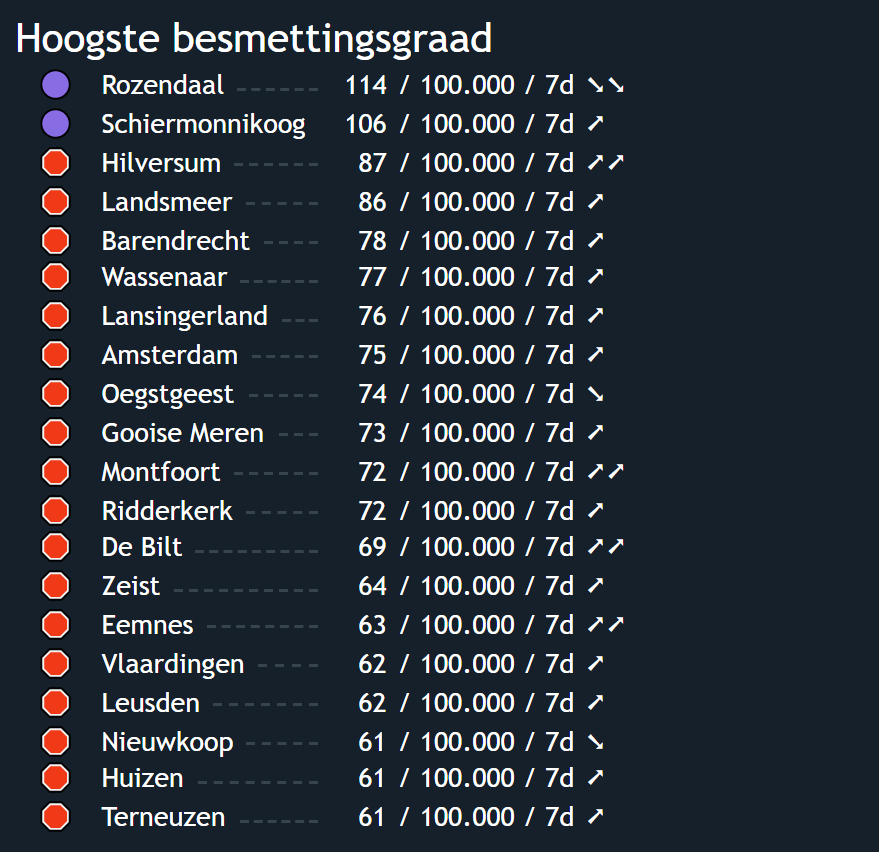 Hoogste besmettingsgraad
Rozendaal ------ 114 / 100.000 / 7d ➘➘
Schiermonnikoog 106 / 100.000 / 7d ➚
Hilversum ------ 87 / 100.000 / 7d ➚➚
Landsmeer ----- 86 / 100.000 / 7d ➚
Barendrecht ---- 78 / 100.000 / 7d ➚
Wassenaar ------ 77 / 100.000 / 7d ➚
Lansingerland --- 76 / 100.000 / 7d ➚
Amsterdam ----- 75 / 100.000 / 7d ➚
Oegstgeest ----- 74 / 100.000 / 7d ➘
Gooise Meren --- 73 / 100.000 / 7d ➚
Montfoort ------ 72 / 100.000 / 7d ➚➚
Ridderkerk ----- 72 / 100.000 / 7d ➚
De Bilt --------- 69 / 100.000 / 7d ➚➚
Zeist ---------- 64 / 100.000 / 7d ➚
Eemnes -------- 63 / 100.000 / 7d ➚➚
Vlaardingen ---- 62 / 100.000 / 7d ➚
Leusden -------- 62 / 100.000 / 7d ➚
Nieuwkoop ----- 61 / 100.000 / 7d ➘
Huizen --------- 61 / 100.000 / 7d ➚
Terneuzen ------ 61 / 100.000 / 7d ➚